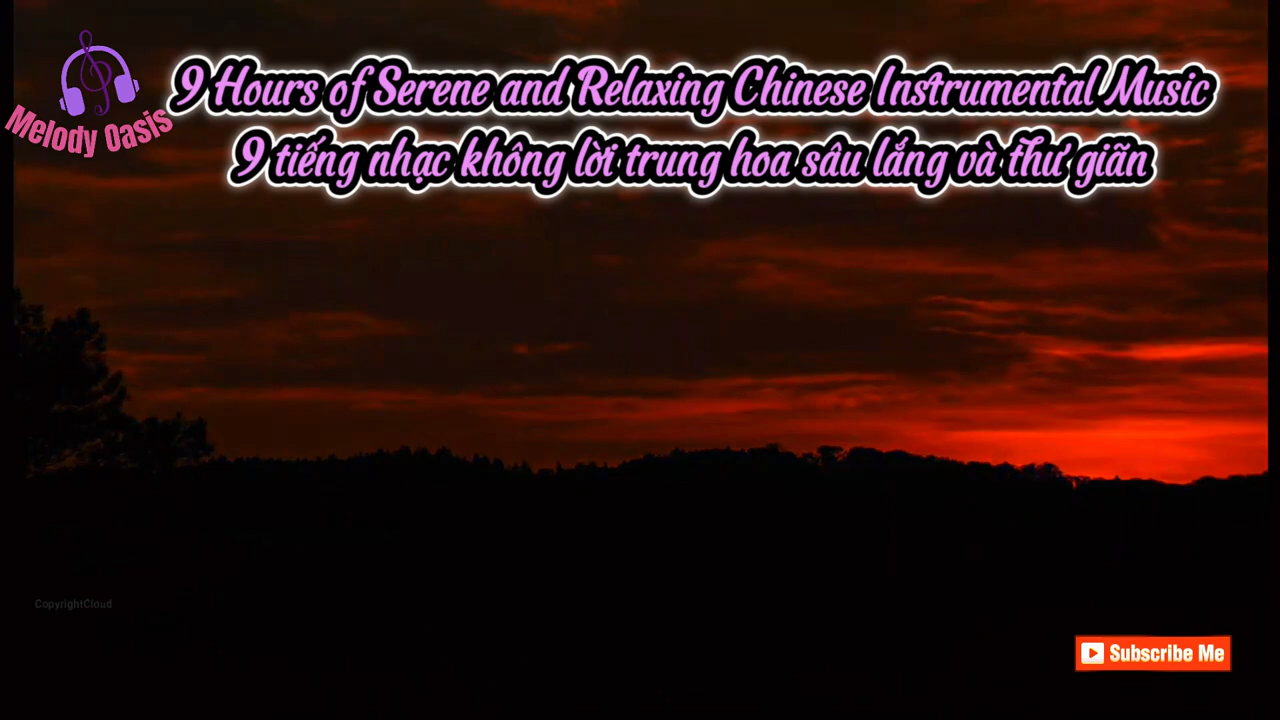 Melody Oasis
9 Hours of Serene and Relaxing Chinese Instrumental Music
9 tiếng nhạc không lời trung hoa sâu lắng và thư giãn
CopyrightCloud
Subscribe Me